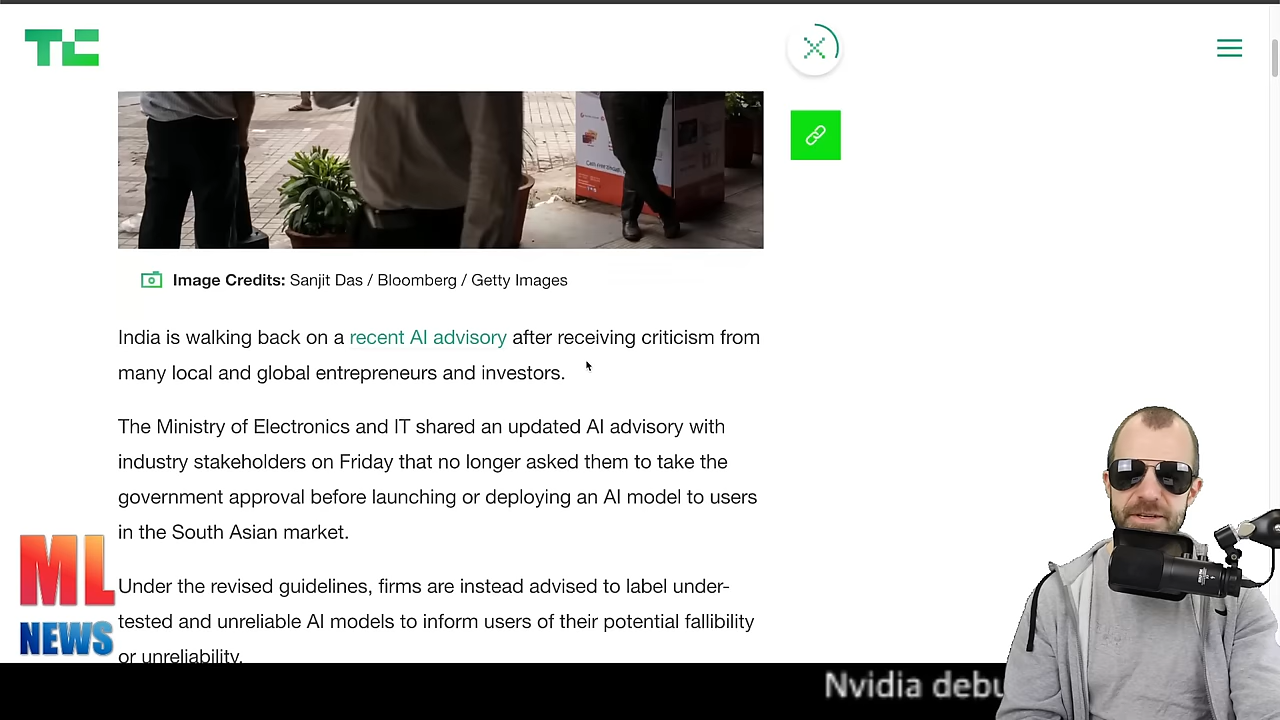 TC
Image Credits: Sanjit Das / Bloomberg / Getty Images
India is walking back on a recent AI advisory after receiving criticism from
many local and global entrepreneurs and investors.
The Ministry of Electronics and IT shared an updated AI advisory with
industry stakeholders on Friday that no longer asked them to take the
government approval before launching or deploying an AI model to users
in the South Asian market.
Under the revised guidelines, firms are instead advised to label under-
tested and unreliable AI models to inform users of their potential fallibility
or unreliability.
ML
NEWS
Nvidia debu